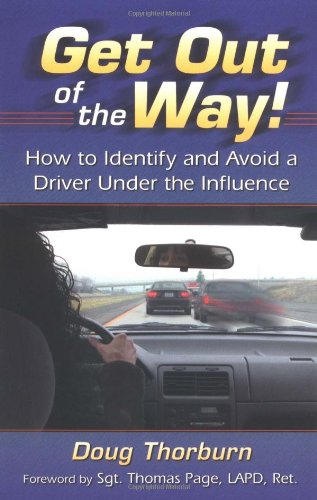 Get Out
of the Way!
How to Identify and Avoid a
Driver Under the Influence
Doug Thorburn
Foreword by Sgt. Thomas Page, LAPD, Ret.